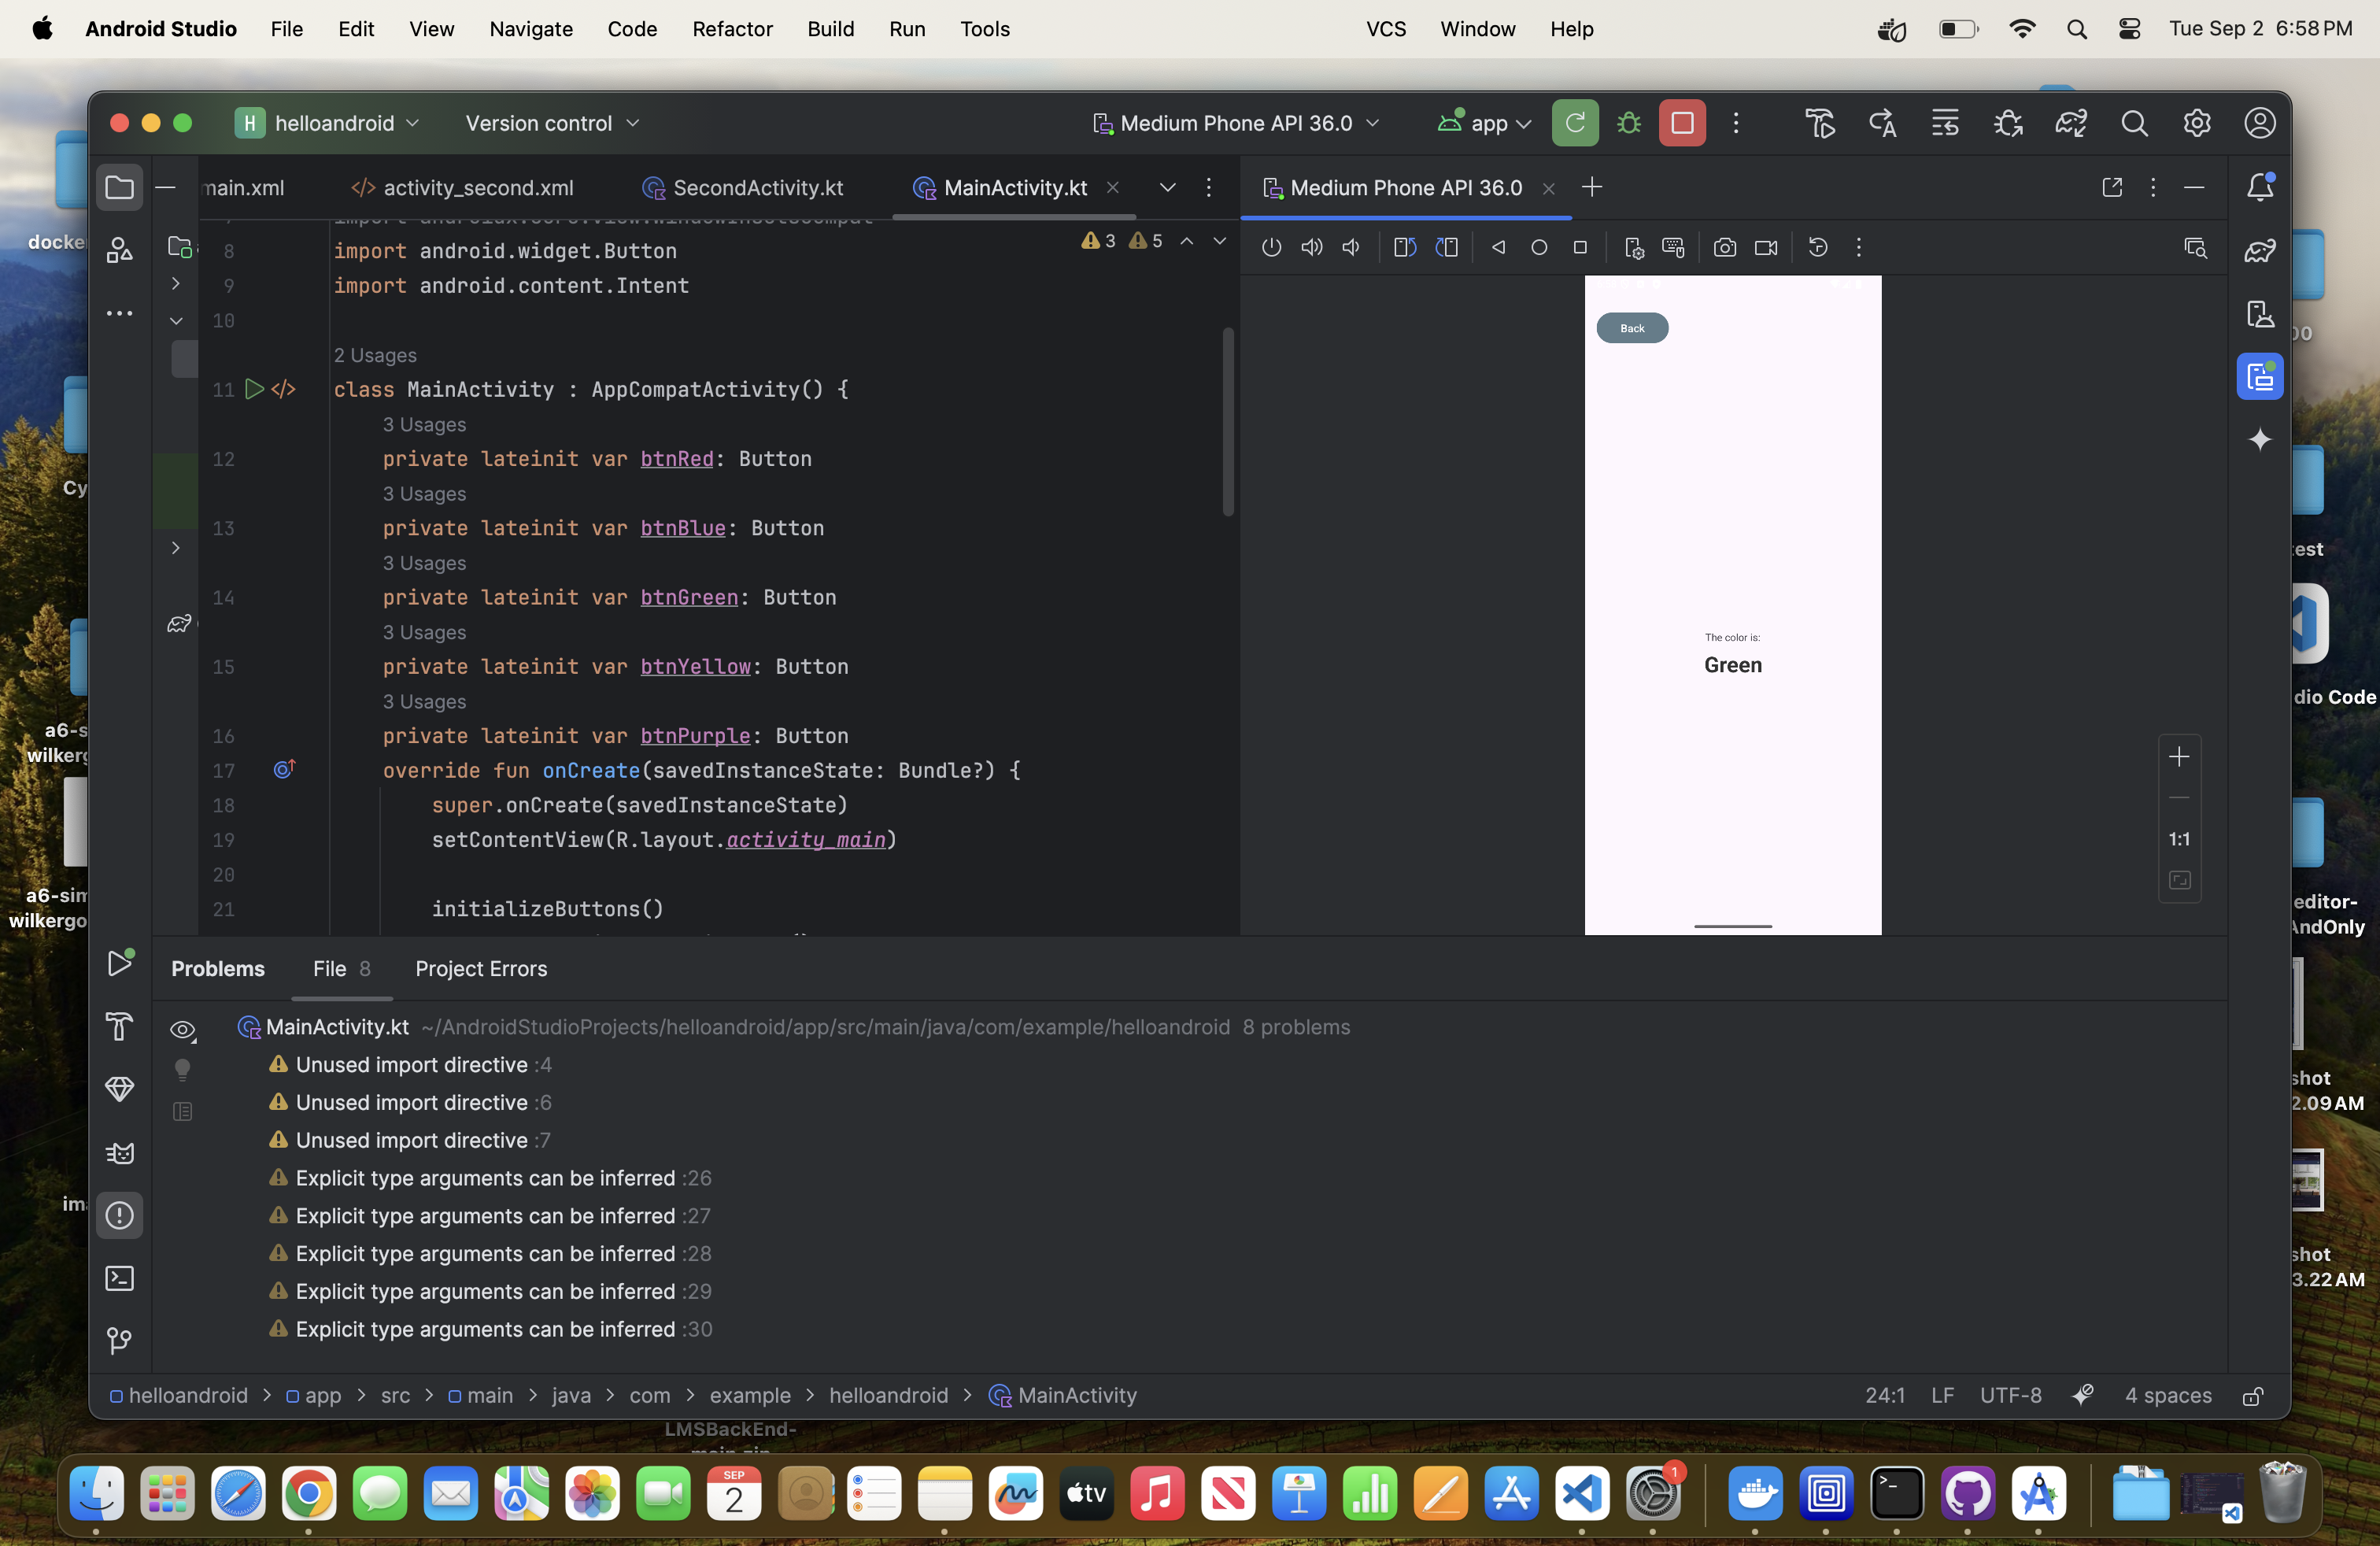 Android Studio File Edit View Navigate Code Refactor Build Run Tools VCS Window Help Tue Sep 2 6:58 PM
H helloandroid Version control Medium Phone API 36.0 app
main.xml activity_second.xml SecondActivity.kt MainActivity.kt Medium Phone API 36.0
3 5
8 import android.widget.Button
9 import android.content.Intent
10
2 Usages
11 class MainActivity : AppCompatActivity() {
3 Usages
12 private lateinit var btnRed: Button
3 Usages
13 private lateinit var btnBlue: Button
3 Usages
14 private lateinit var btnGreen: Button
3 Usages
15 private lateinit var btnYellow: Button
3 Usages
16 private lateinit var btnPurple: Button
17 override fun onCreate(savedInstanceState: Bundle?) {
18 super.onCreate(savedInstanceState)
19 setContentView(R.layout.activity_main)
20
21 initializeButtons()
Back
The color is:
Green
1:1
Problems File 8 Project Errors
MainActivity.kt ~/AndroidStudioProjects/helloandroid/app/src/main/java/com/example/helloandroid 8 problems
Unused import directive :4
Unused import directive :6
Unused import directive :7
Explicit type arguments can be inferred :26
Explicit type arguments can be inferred :27
Explicit type arguments can be inferred :28
Explicit type arguments can be inferred :29
Explicit type arguments can be inferred :30
helloandroid > app > src > main > java > com > example > helloandroid > MainActivity 24:1 LF UTF-8 4 spaces
docke
Cy
a6-s
wilkerg
a6-sim
wilkergo
im
00
test
dio Code
editor-
AndOnly
shot
2.09 AM
shot
3.22 AM
LMSBackEnd-
main.zip
SEP
2
tv
1